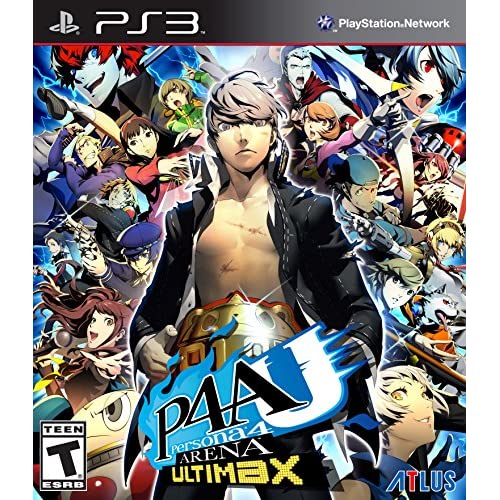 PS3
PlayStation®Network
P4AU
Persona4
ARENA
ULTIMAX
TEEN
T
ESRB
ATLUS